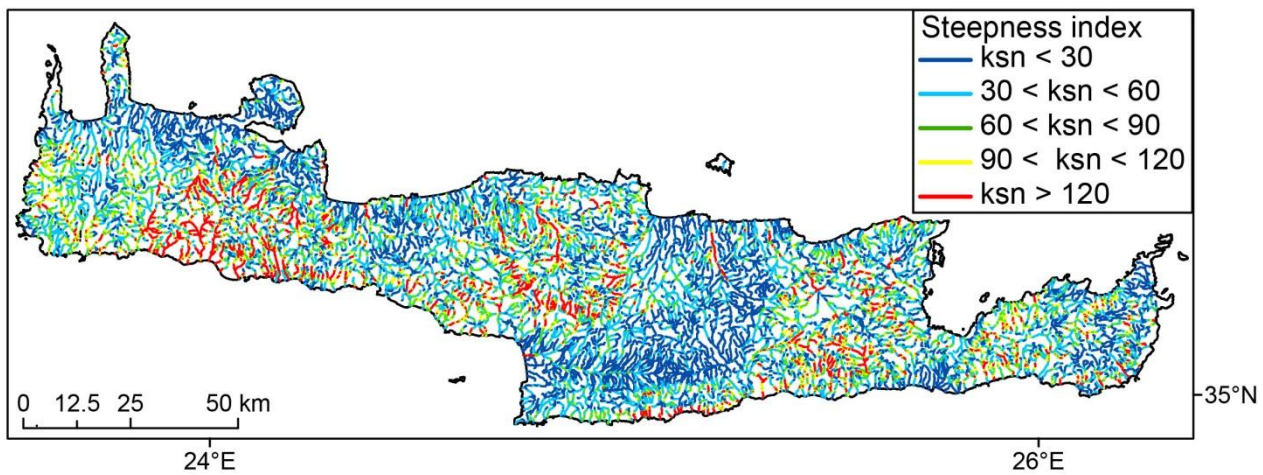 Steepness index
ksn < 30
30 < ksn < 60
60 < ksn < 90
90 < ksn < 120
ksn > 120
0 12.5 25 50 km
35°N
24°E 26°E